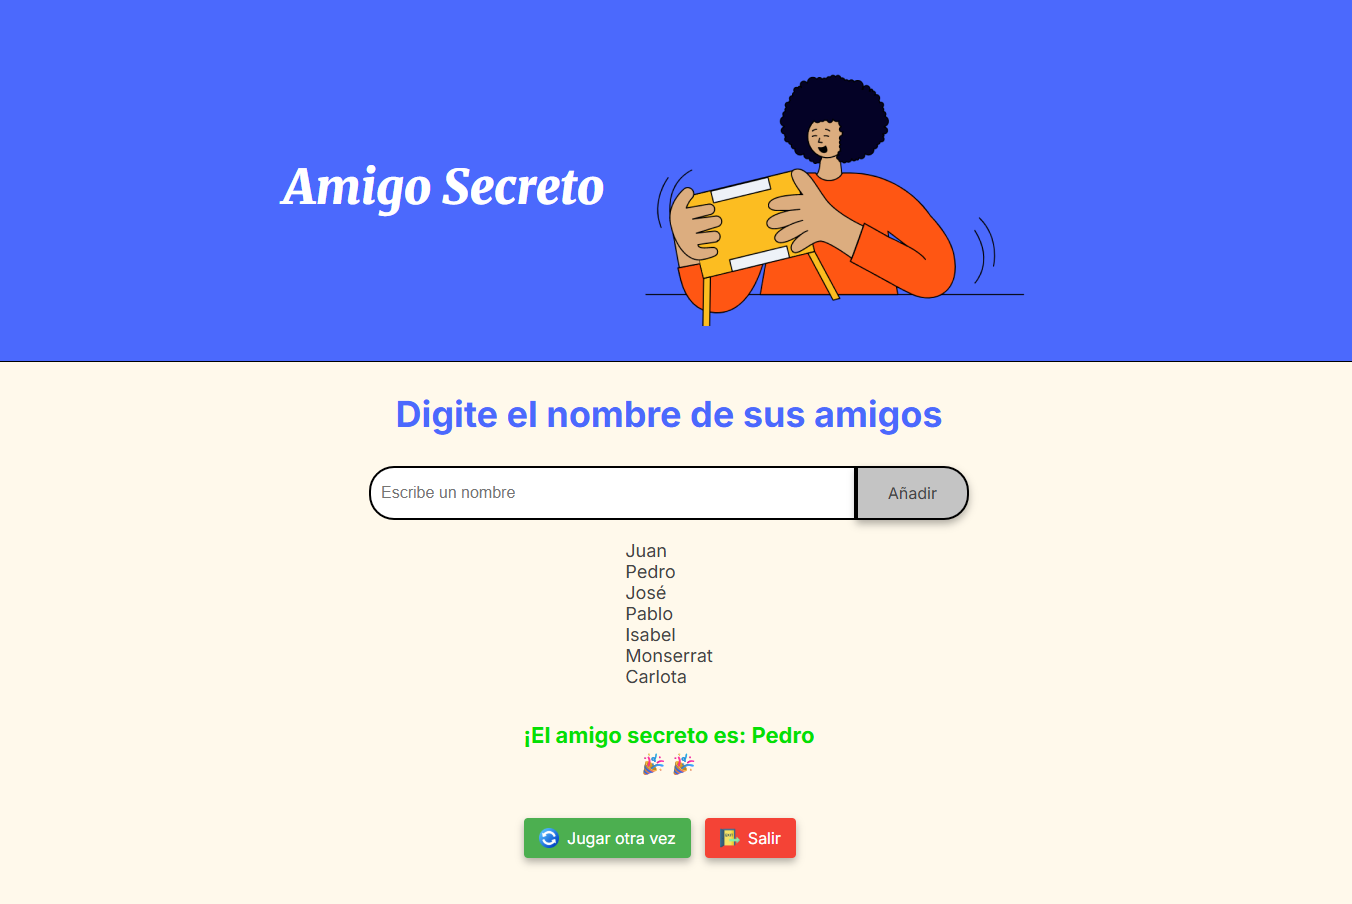 Amigo Secreto
Digite el nombre de sus amigos
Escribe un nombre
Añadir
Juan
Pedro
José
Pablo
Isabel
Monserrat
Carlota
¡El amigo secreto es: Pedro
🎉 🎉
Jugar otra vez
Salir